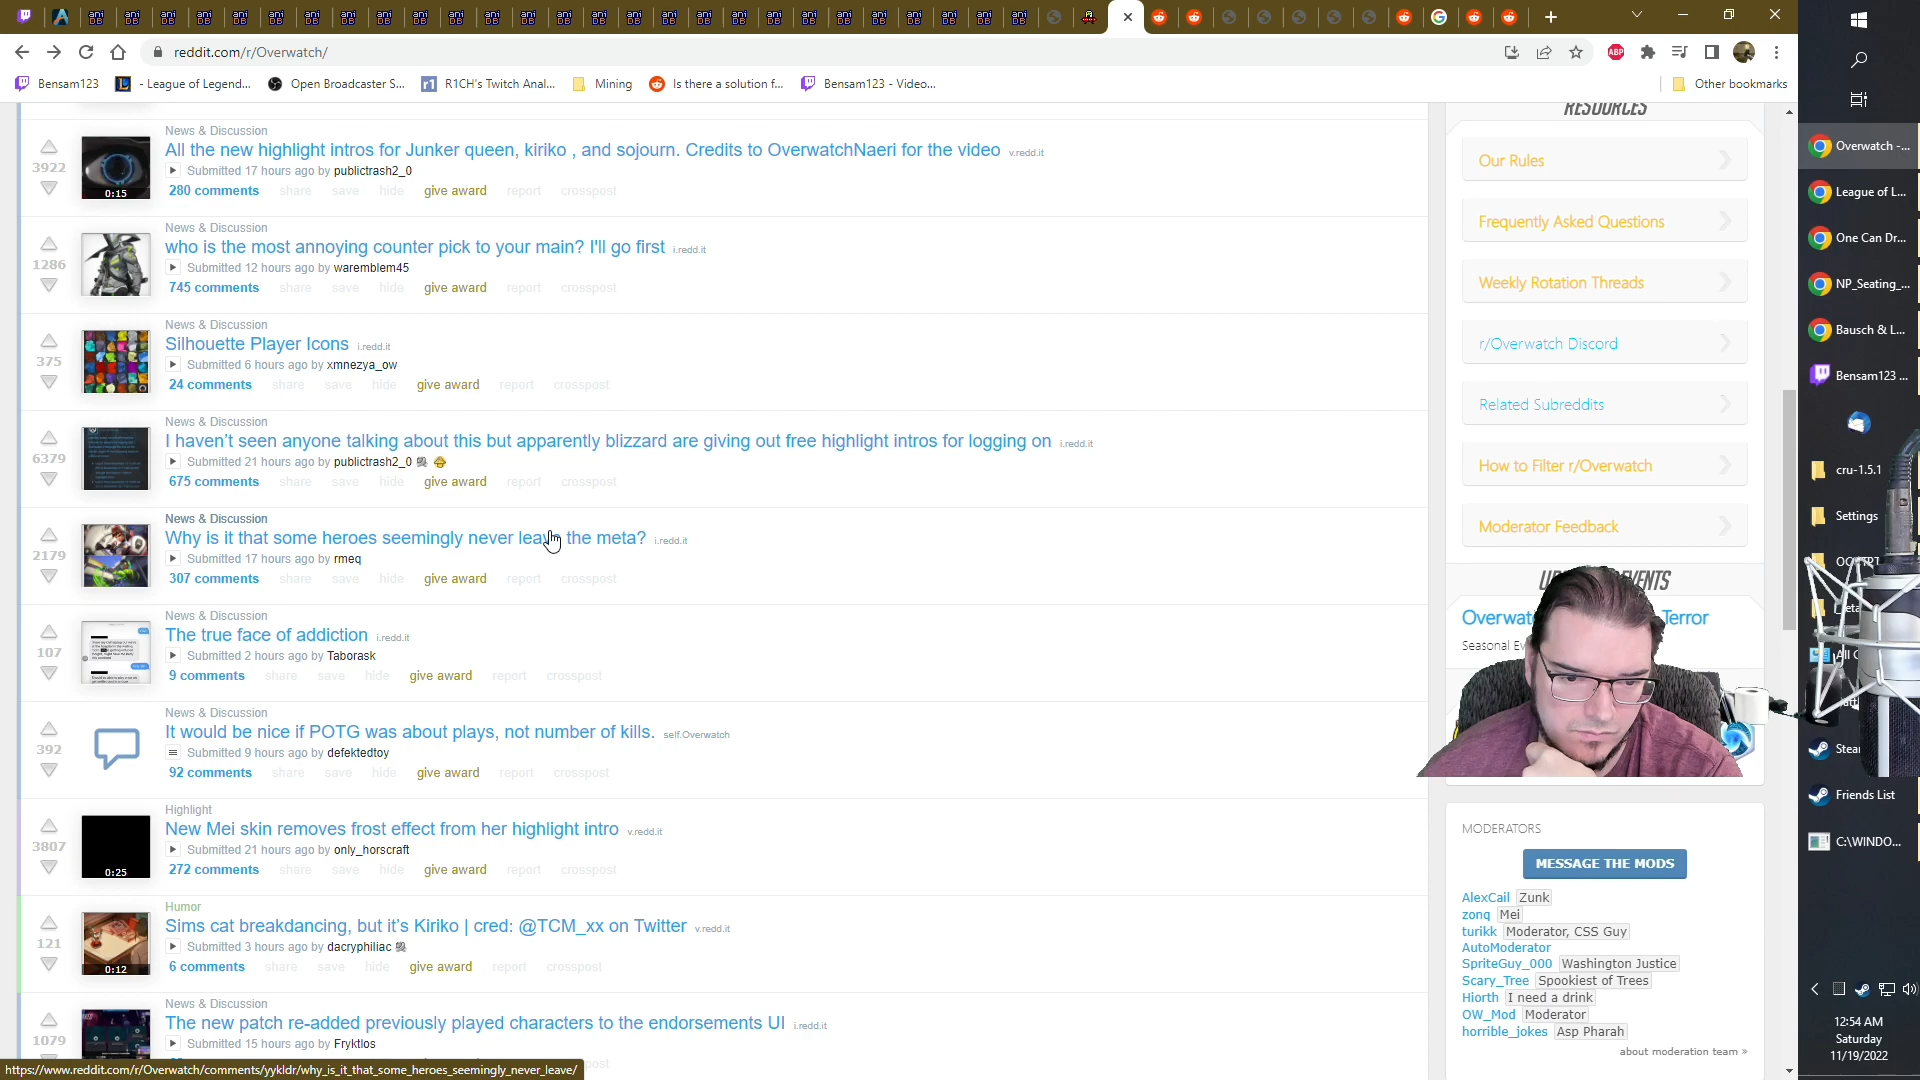 reddit.com/r/Overwatch/
Bensam123
- League of Legend...
Open Broadcaster S...
R1CH's Twitch Anal...
Mining
Is there a solution f...
Bensam123 - Video...
Other bookmarks
News & Discussion
3922
All the new highlight intros for Junker queen, kiriko , and sojourn. Credits to OverwatchNaeri for the video v.redd.it
Submitted 17 hours ago by publictrash2_0
0:15
280 comments share save hide give award report crosspost
News & Discussion
1286
who is the most annoying counter pick to your main? I'll go first i.redd.it
Submitted 12 hours ago by waremblem45
745 comments share save hide give award report crosspost
News & Discussion
375
Silhouette Player Icons i.redd.it
Submitted 6 hours ago by xmnezya_ow
24 comments share save hide give award report crosspost
News & Discussion
6379
I haven't seen anyone talking about this but apparently blizzard are giving out free highlight intros for logging on i.redd.it
Submitted 21 hours ago by publictrash2_0
675 comments share save hide give award report crosspost
News & Discussion
2179
Why is it that some heroes seemingly never leave the meta? i.redd.it
Submitted 17 hours ago by rmeq
307 comments share save hide give award report crosspost
News & Discussion
107
The true face of addiction i.redd.it
Submitted 2 hours ago by Taborask
9 comments share save hide give award report crosspost
News & Discussion
392
It would be nice if POTG was about plays, not number of kills. self.Overwatch
Submitted 9 hours ago by defektedtoy
92 comments share save hide give award report crosspost
Highlight
3807
New Mei skin removes frost effect from her highlight intro v.redd.it
Submitted 21 hours ago by only_horscraft
0:25
272 comments share save hide give award report crosspost
Humor
121
Sims cat breakdancing, but it's Kiriko | cred: @TCM_xx on Twitter v.redd.it
Submitted 3 hours ago by dacryphiliac
0:12
6 comments share save hide give award report crosspost
News & Discussion
1079
The new patch re-added previously played characters to the endorsements UI i.redd.it
Submitted 15 hours ago by Fryktlos
https://www.reddit.com/r/Overwatch/comments/yykldr/why_is_it_that_some_heroes_seemingly_never_leave/
RESOURCES
Our Rules
Frequently Asked Questions
Weekly Rotation Threads
r/Overwatch Discord
Related Subreddits
How to Filter r/Overwatch
Moderator Feedback
Terror
Seasonal
MODERATORS
MESSAGE THE MODS
AlexCail Zunk
zonq Mei
turikk Moderator, CSS Guy
AutoModerator
SpriteGuy_000 Washington Justice
Scary_Tree Spookiest of Trees
Hiorth I need a drink
OW_Mod Moderator
horrible_jokes Asp Pharah
about moderation team »
Overwatch -...
League of L...
One Can Dr...
NP_Seating_...
Bausch & L...
Bensam123 ...
cru-1.5.1
Settings
Friends List
C:\WINDO...
12:54 AM
Saturday
11/19/2022